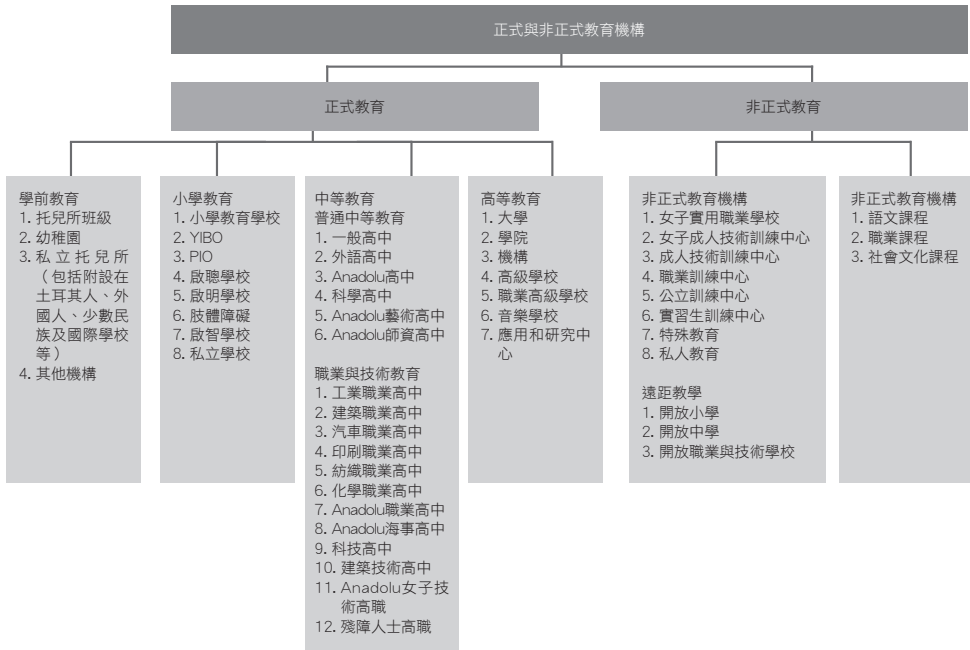 正式與非正式教育機構
正式教育
非正式教育
學前教育
1. 托兒所班級
2. 幼稚園
3. 私立托兒所
（包括附設在
土耳其人、外
國人、少數民
族及國際學校
等）
4. 其他機構
小學教育
1. 小學教育學校
2. YIBO
3. PIO
4. 啟聰學校
5. 啟明學校
6. 肢體障礙
7. 啟智學校
8. 私立學校
中等教育
普通中等教育
1. 一般高中
2. 外語高中
3. Anadolu高中
4. 科學高中
5. Anadolu藝術高中
6. Anadolu師資高中
職業與技術教育
1. 工業職業高中
2. 建築職業高中
3. 汽車職業高中
4. 印刷職業高中
5. 紡織職業高中
6. 化學職業高中
7. Anadolu職業高中
8. Anadolu海事高中
9. 科技高中
10. 建築技術高中
11. Anadolu女子技
術高職
12. 殘障人士高職
高等教育
1. 大學
2. 學院
3. 機構
4. 高級學校
5. 職業高級學校
6. 音樂學校
7. 應用和研究中
心
非正式教育機構
1. 女子實用職業學校
2. 女子成人技術訓練中心
3. 成人技術訓練中心
4. 職業訓練中心
5. 公立訓練中心
6. 實習生訓練中心
7. 特殊教育
8. 私人教育
遠距教學
1. 開放小學
2. 開放中學
3. 開放職業與技術學校
非正式教育機構
1. 語文課程
2. 職業課程
3. 社會文化課程